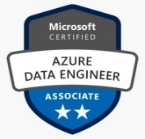 Microsoft
CERTIFIED
AZURE
DATA ENGINEER
ASSOCIATE